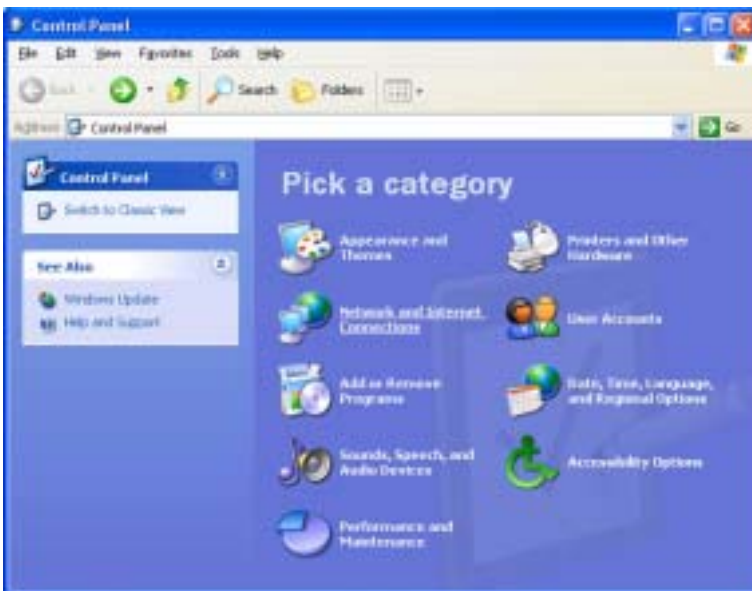 Control Panel
File Edit View Favorites Tools Help
Back Search Folders
Address Control Panel Go
Control Panel
Switch to Classic View
See Also
Windows Update
Help and Support
Pick a category
Appearance and
Themes
Printers and Other
Hardware
Network and Internet
Connections
User Accounts
Add or Remove
Programs
Date, Time, Language,
and Regional Options
Sounds, Speech, and
Audio Devices
Accessibility Options
Performance and
Maintenance